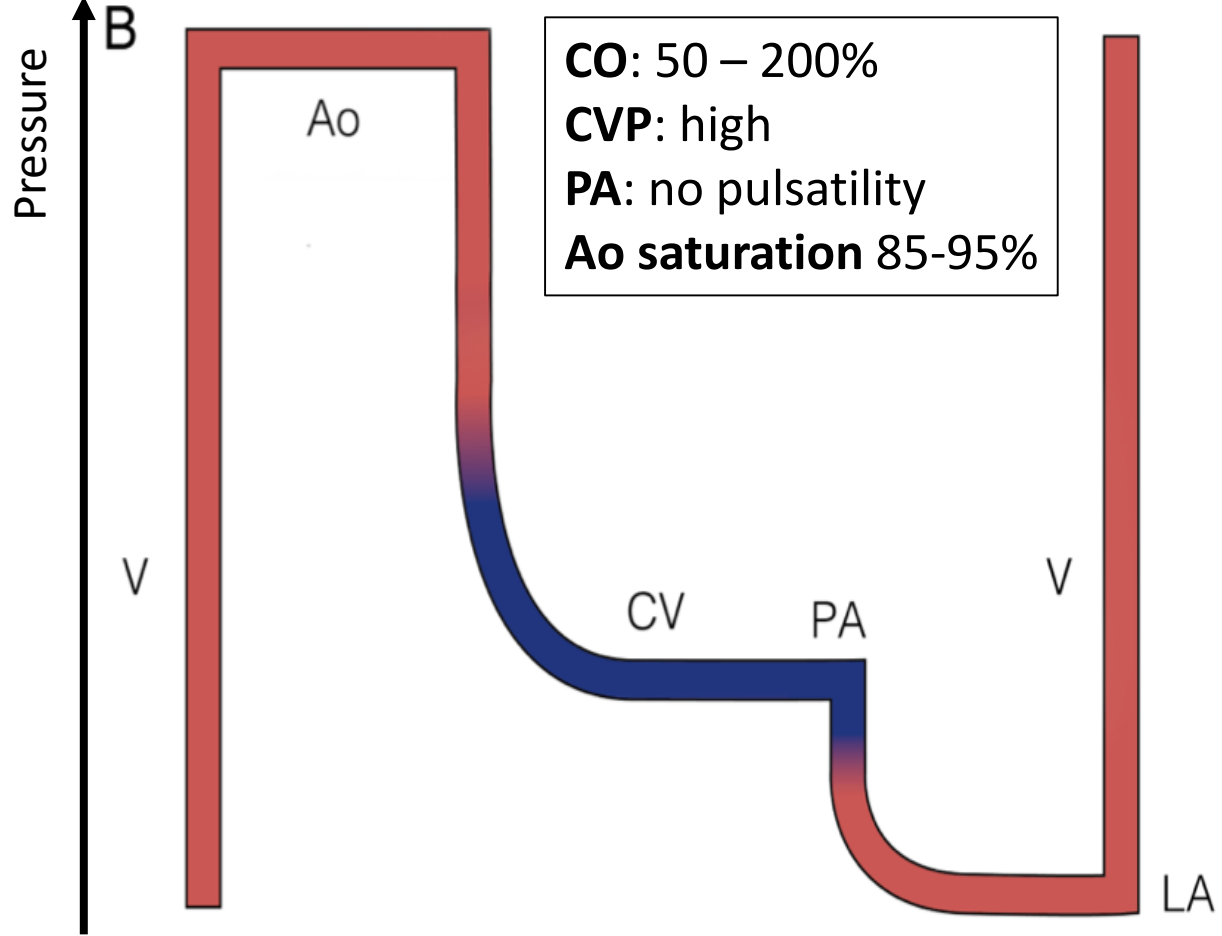 B
Pressure
Ao
CO: 50 – 200%
CVP: high
PA: no pulsatility
Ao saturation 85-95%
V
CV
PA
V
LA